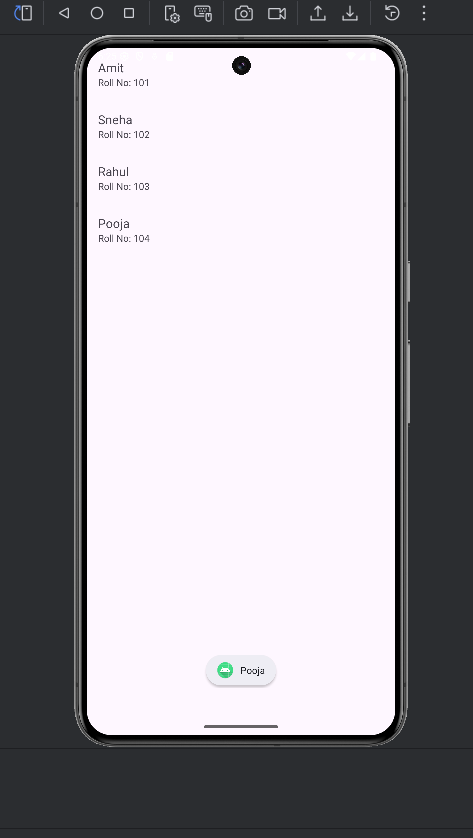 Amit
Roll No: 101
Sneha
Roll No: 102
Rahul
Roll No: 103
Pooja
Roll No: 104
Pooja